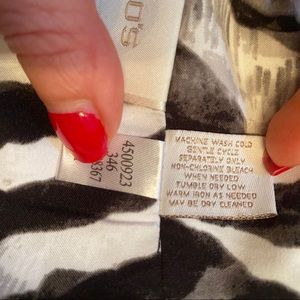 O'S
4500923
346
MACHINE WASH COLD
GENTLE CYCLE
SEPARATELY ONLY
NON-CHLORINE BLEACH
WHEN NEEDED
TUMBLE DRY LOW
WARM IRON AS NEEDED
MAY BE DRY CLEANED